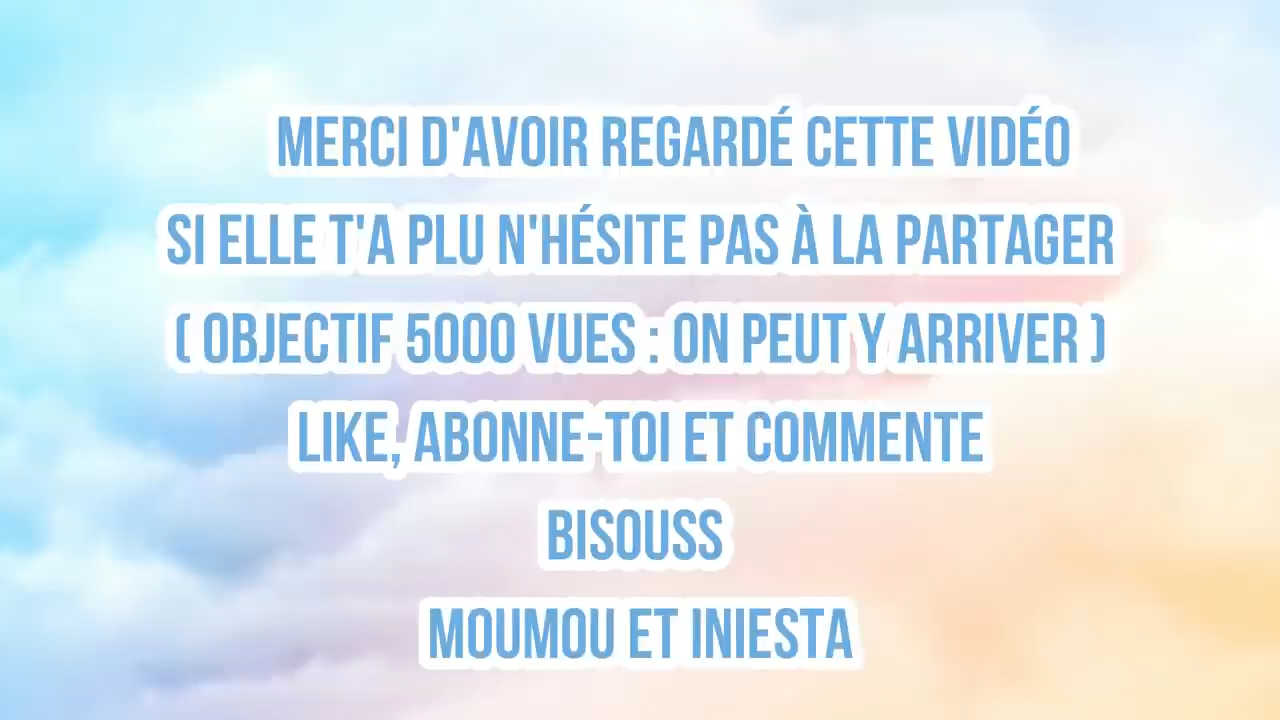 MERCI D'AVOIR REGARDÉ CETTE VIDÉO
SI ELLE T'A PLU N'HÉSITE PAS À LA PARTAGER
( OBJECTIF 5000 VUES : ON PEUT Y ARRIVER )
LIKE, ABONNE-TOI ET COMMENTE
BISOUSS
MOUMOU ET INIESTA